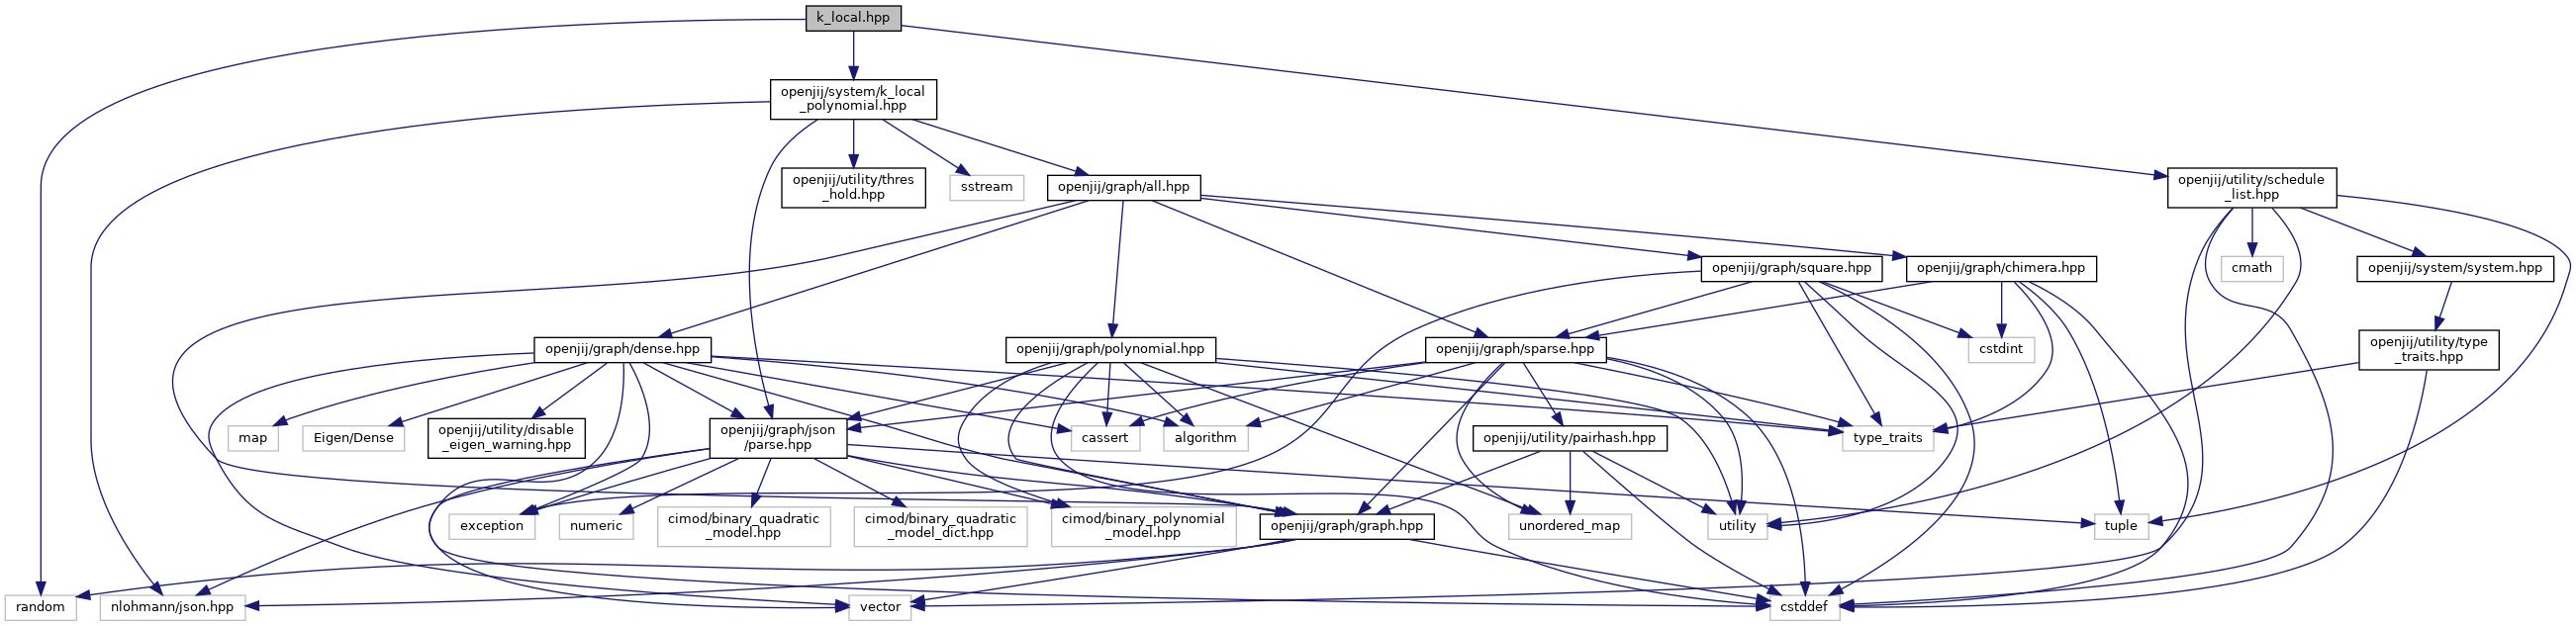 k_local.hpp
openjij/system/k_local
_polynomial.hpp
openjij/utility/thres
_hold.hpp
sstream
openjij/graph/all.hpp
openjij/utility/schedule
_list.hpp
openjij/graph/square.hpp
openjij/graph/chimera.hpp
cmath
openjij/system/system.hpp
openjij/graph/dense.hpp
openjij/graph/polynomial.hpp
openjij/graph/sparse.hpp
cstdint
openjij/utility/type
_traits.hpp
map
Eigen/Dense
openjij/utility/disable
_eigen_warning.hpp
openjij/graph/json
/parse.hpp
cassert
algorithm
openjij/utility/pairhash.hpp
type_traits
exception
numeric
cimod/binary_quadratic
_model.hpp
cimod/binary_quadratic
_model_dict.hpp
cimod/binary_polynomial
_model.hpp
openjij/graph/graph.hpp
unordered_map
utility
tuple
random
nlohmann/json.hpp
vector
cstddef